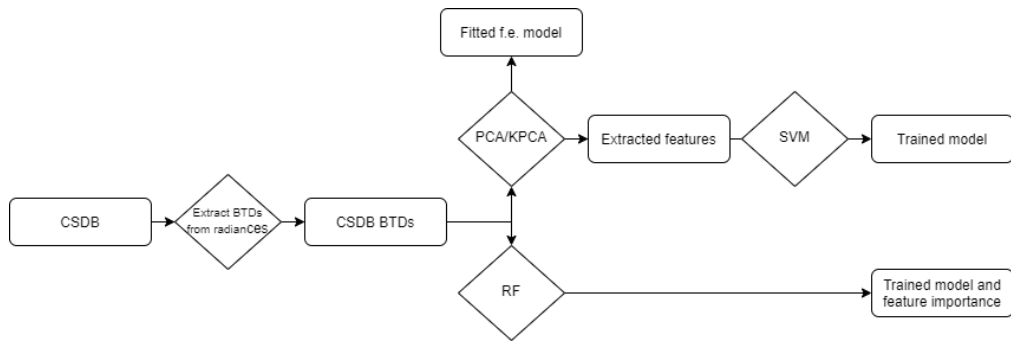 Fitted f.e. model
PCA/KPCA
Extracted features
SVM
Trained model
CSDB
Extract BTDs
from radiances
CSDB BTDs
RF
Trained model and
feature importance